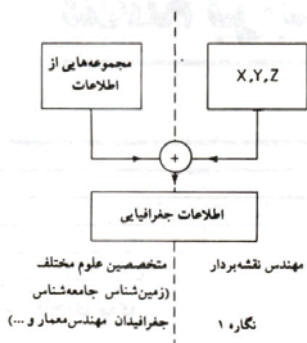 مجموعه‌هایی از
اطلاعات
X,Y,Z
+
اطلاعات جغرافیایی
مهندس نقشه‌بردار
متخصصین علوم مختلف
(زمین‌شناس جامعه‌شناس
جغرافیدان مهندس‌معمار و ...)
نگاره ۱